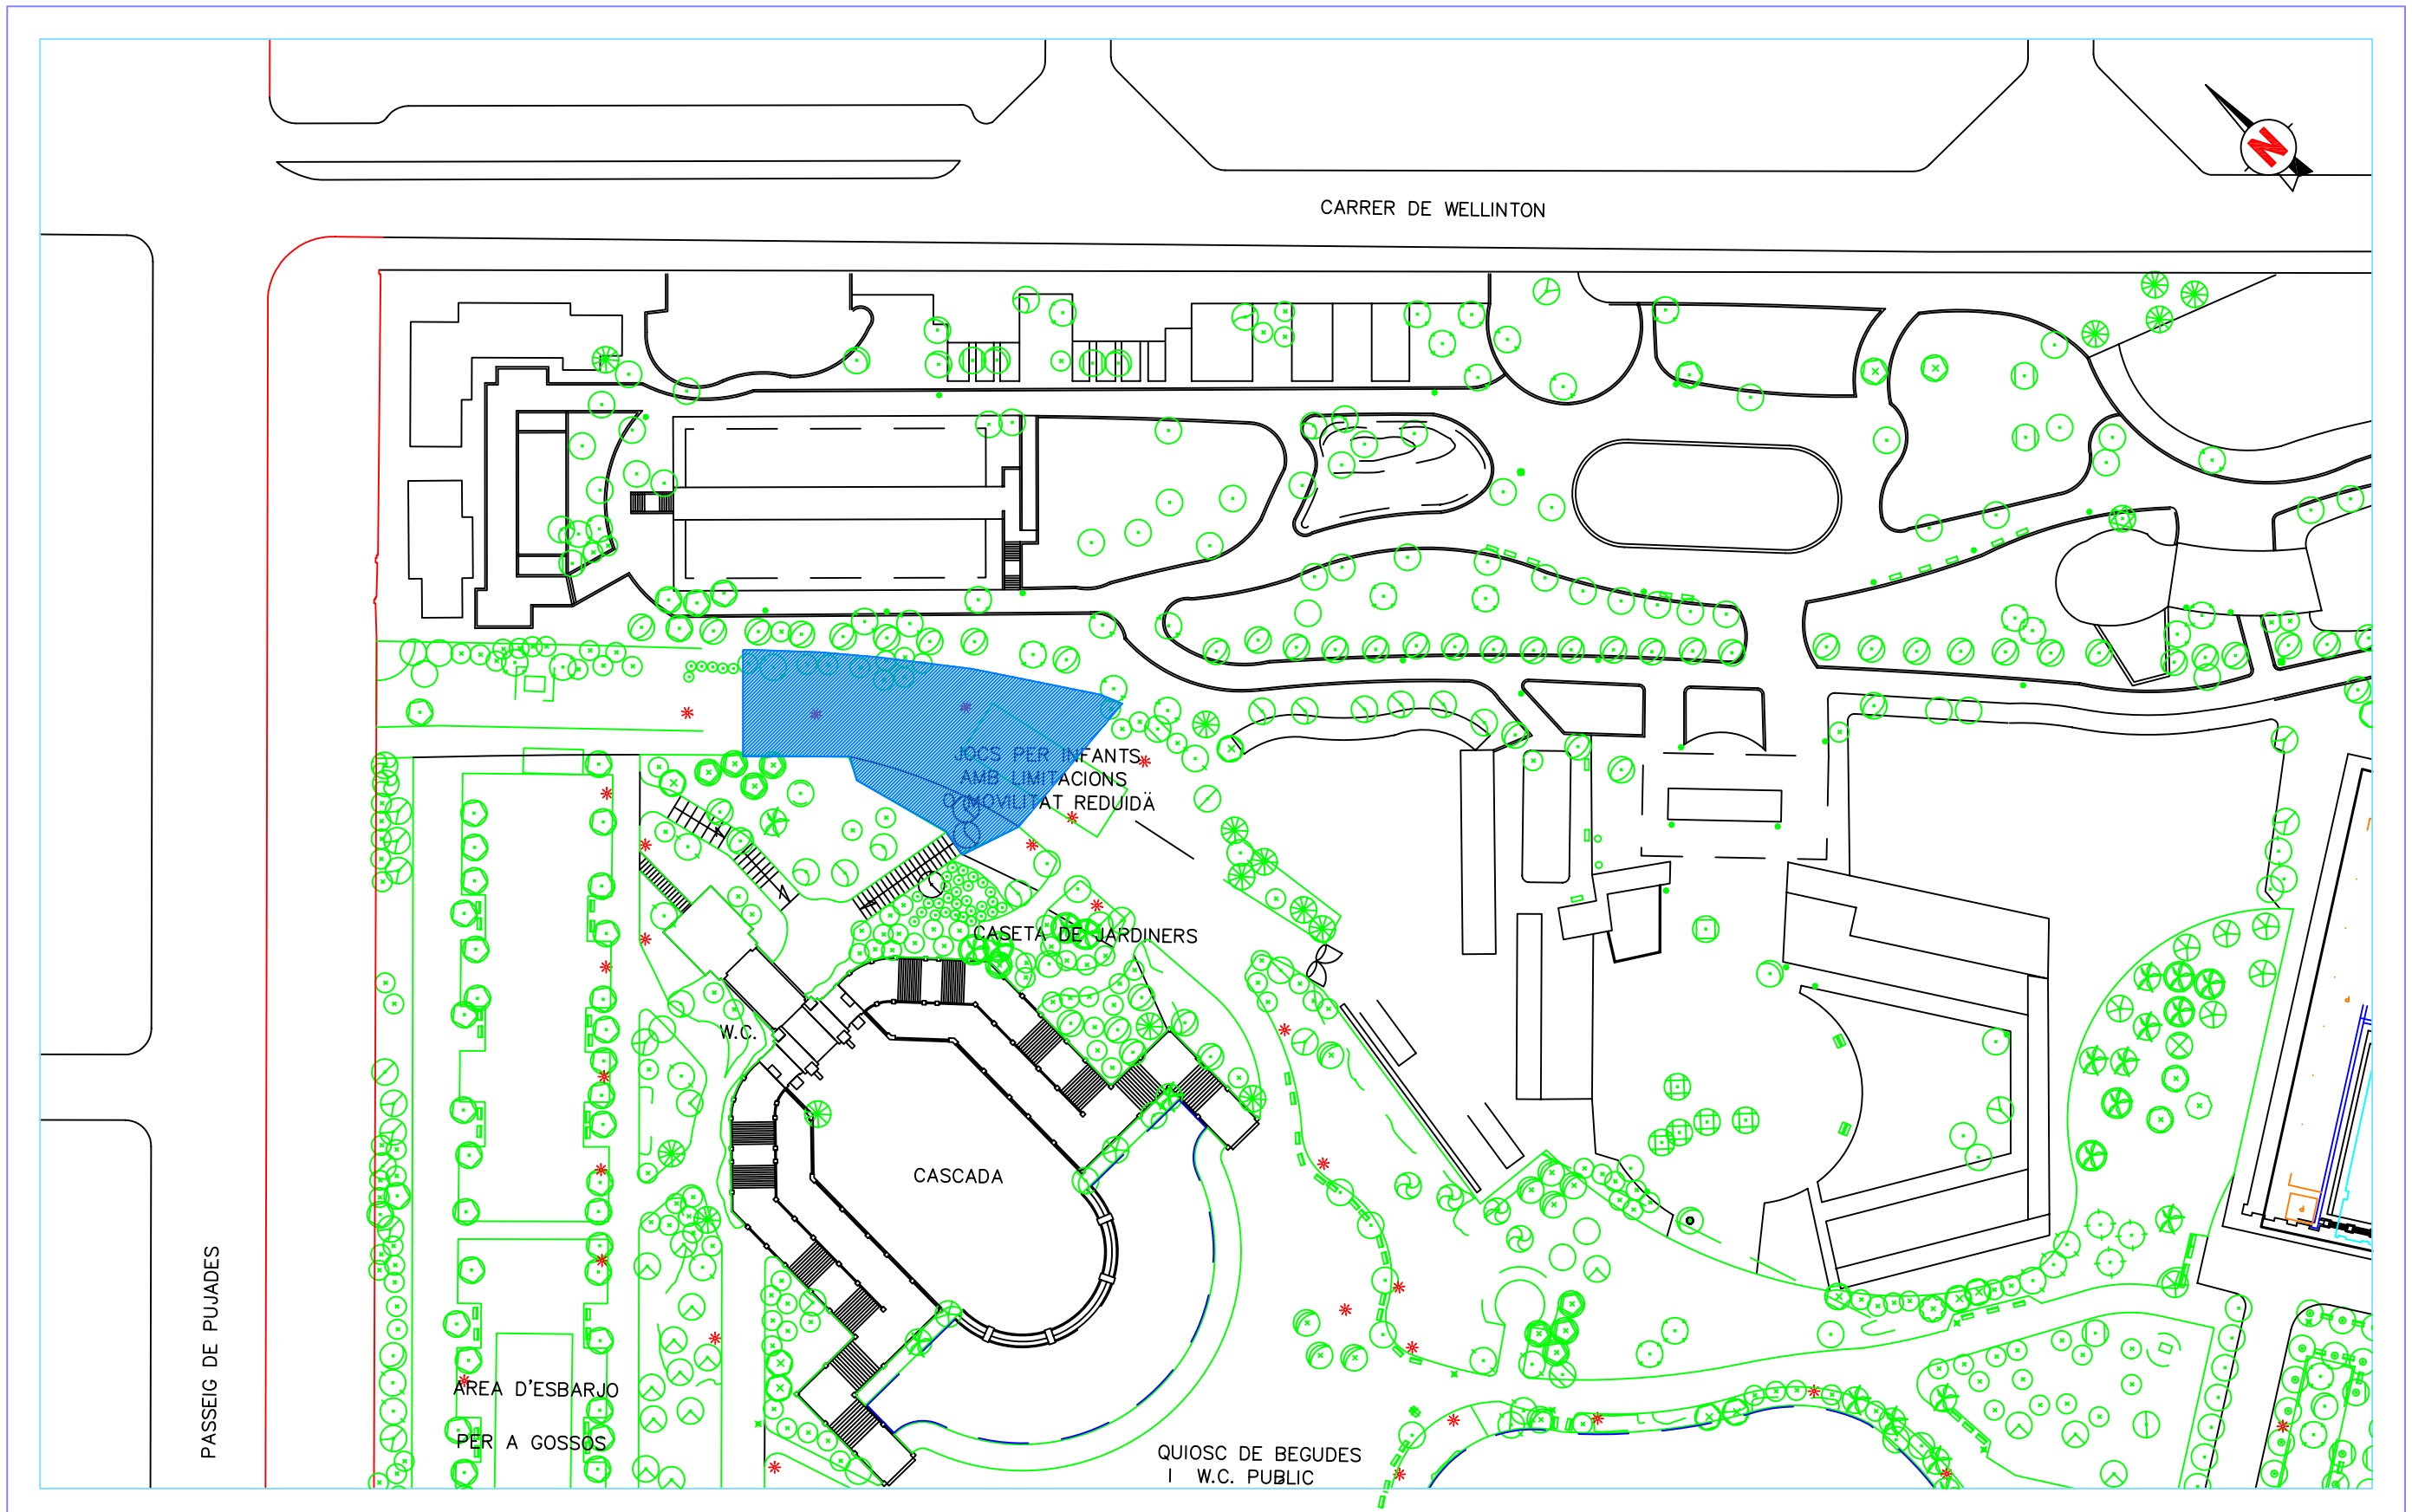 N
CARRER DE WELLINTON
JOCS PER INFANTS
AMB LIMITACIONS
O MOVILITAT REDUIDÄ
CASETA DE JARDINERS
W.C.
CASCADA
PASSEIG DE PUJADES
AREA D'ESBARJO
PER A GOSSOS
QUIOSC DE BEGUDES
I W.C. PUBLIC
P
P